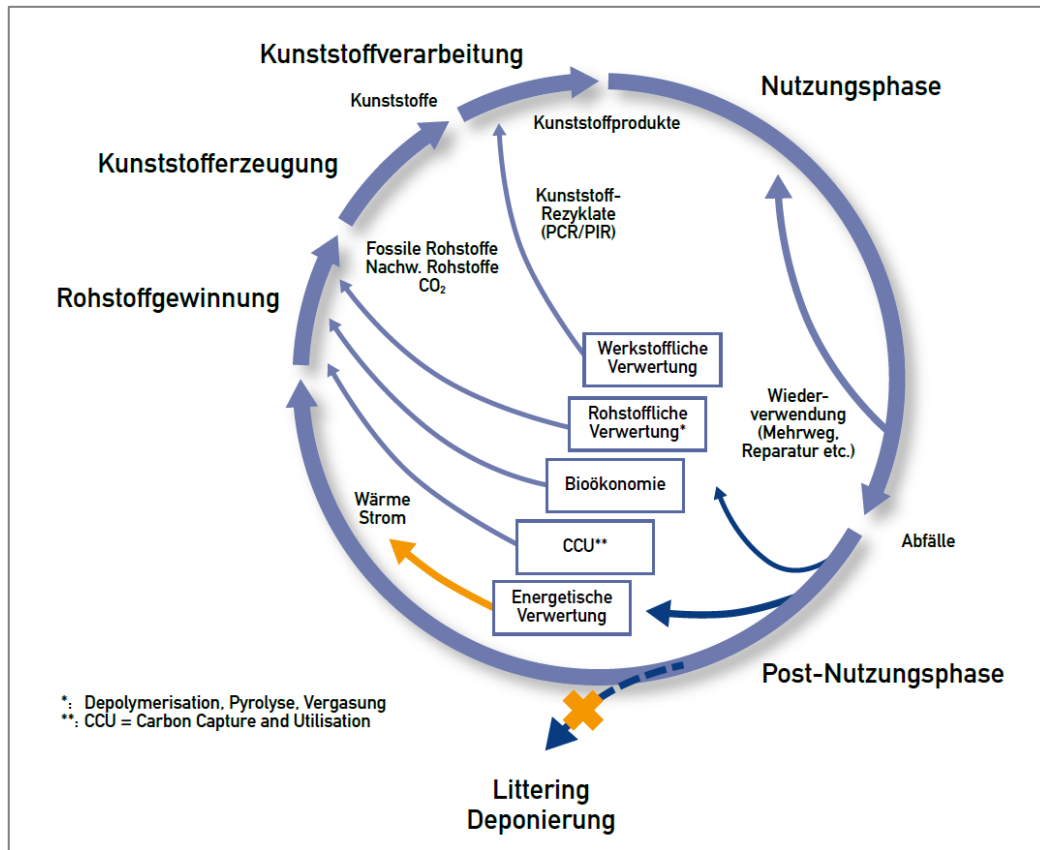 Kunststoffverarbeitung
Kunststoffe
Nutzungsphase
Kunststoffprodukte
Kunststofferzeugung
Kunststoff-
Rezyklate
(PCR/PIR)
Fossile Rohstoffe
Nachw. Rohstoffe
CO₂
Rohstoffgewinnung
Werkstoffliche
Verwertung
Rohstoffliche
Verwertung*
Wieder-
verwendung
(Mehrweg,
Reparatur etc.)
Bioökonomie
Wärme
Strom
CCU**
Abfälle
Energetische
Verwertung
Post-Nutzungsphase
*: Depolymerisation, Pyrolyse, Vergasung
**: CCU = Carbon Capture and Utilisation
Littering
Deponierung